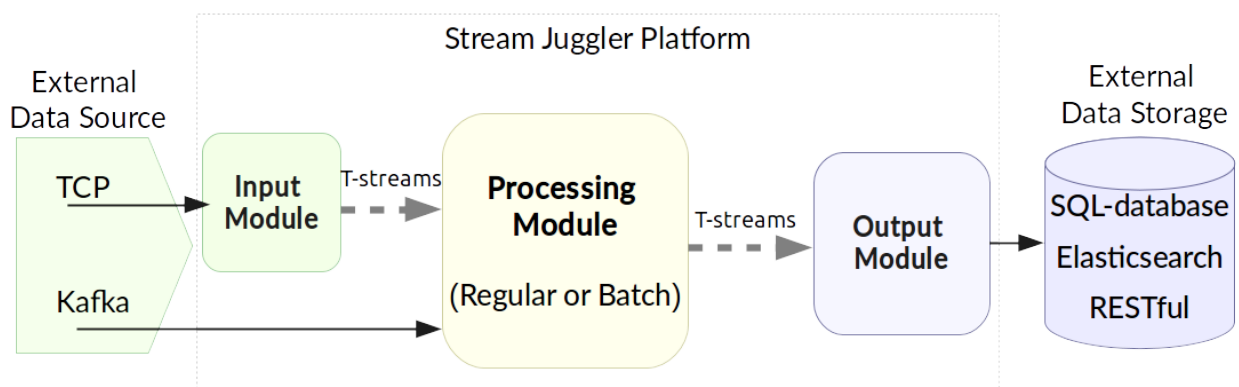 Stream Juggler Platform
External
Data Source
TCP
Kafka
Input
Module
T-streams
Processing
Module
(Regular or Batch)
T-streams
Output
Module
External
Data Storage
SQL-database
Elasticsearch
RESTful